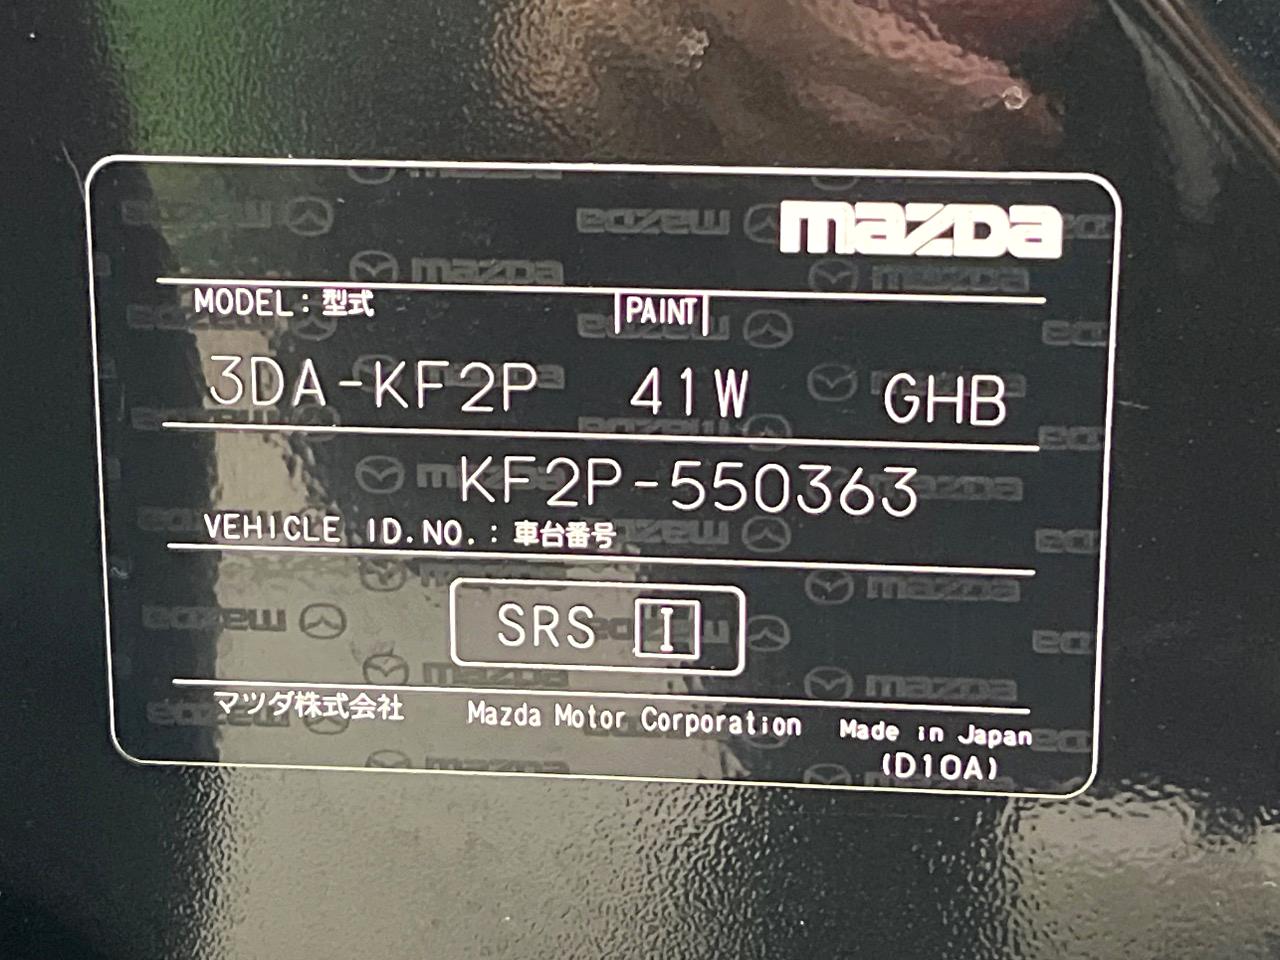 mazda
MODEL：型式 PAINT
3DA-KF2P 41W GHB
KF2P-550363
VEHICLE ID.NO.：車台番号
SRS I
マツダ株式会社 Mazda Motor Corporation Made in Japan
(D10A)